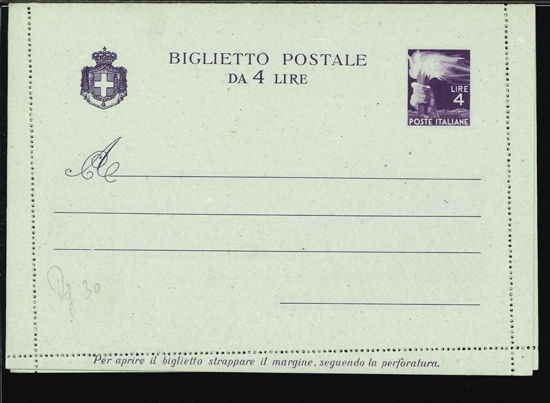 BIGLIETTO POSTALE
DA 4 LIRE
LIRE
4
POSTE ITALIANE
A
30
Per aprire il biglietto strappare il margine, seguendo la perforatura.